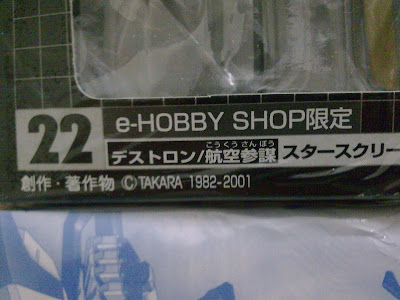 22
e-HOBBY SHOP限定
こうくう さんぼう
デストロン/航空参謀 スタースクリー
創作・著作物 ©TAKARA 1982-2001